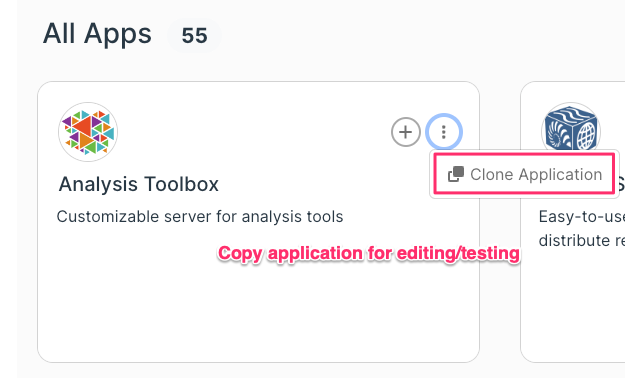 All Apps 55
Clone Application
Analysis Toolbox
Customizable server for analysis tools
Copy application for editing/testing
Easy-to-use
distribute